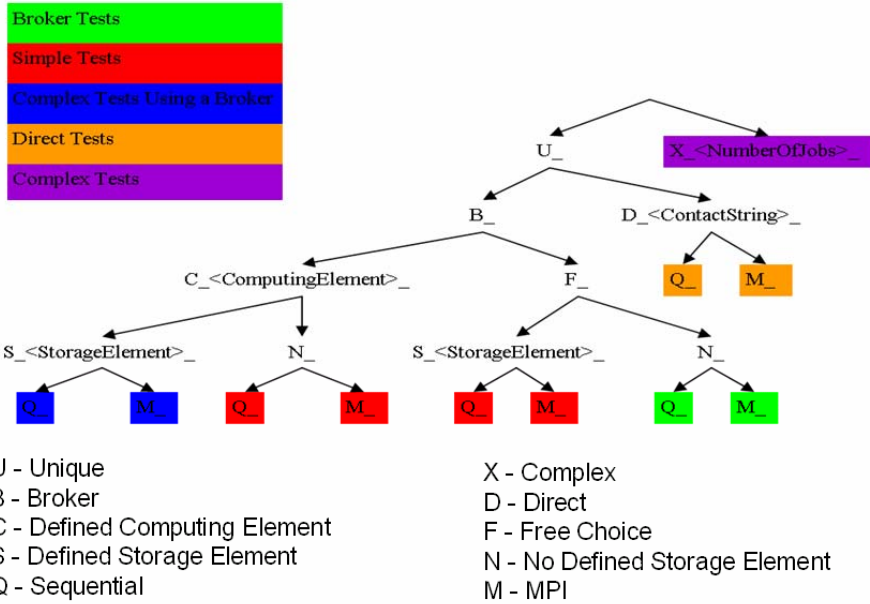 Broker Tests
Simple Tests
Complex Tests Using a Broker
Direct Tests
Complex Tests
U_
X_<NumberOfJobs>_
B_
D_<ContactString>_
C_<ComputingElement>_
F_
Q_
M_
S_<StorageElement>_
N_
S_<StorageElement>_
N_
Q_
M_
Q_
M_
Q_
M_
Q_
M_
U - Unique
B - Broker
C - Defined Computing Element
S - Defined Storage Element
Q - Sequential
X - Complex
D - Direct
F - Free Choice
N - No Defined Storage Element
M - MPI